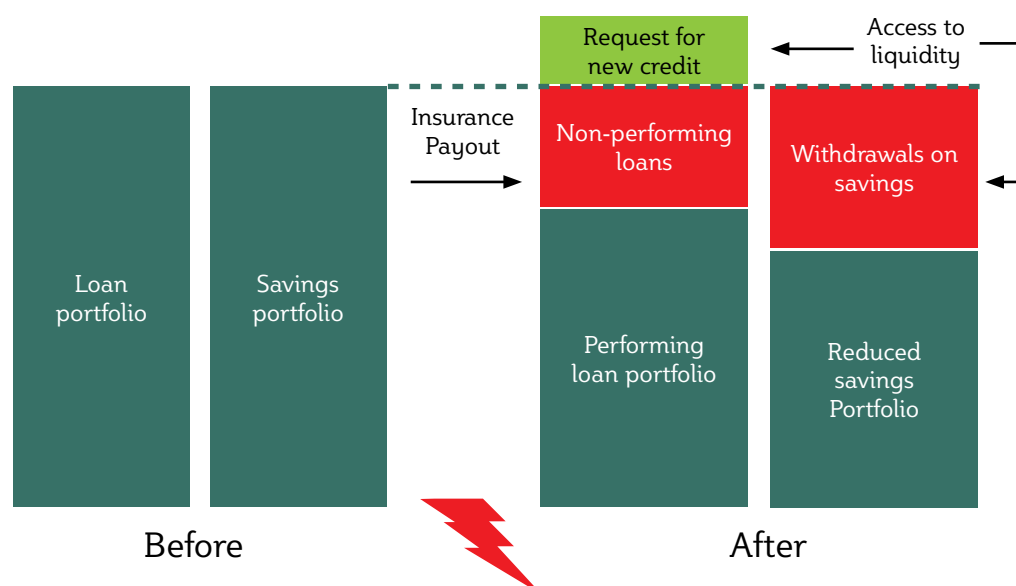 Request for
new credit
Access to
liquidity
Insurance
Payout
Non-performing
loans
Withdrawals on
savings
Loan
portfolio
Savings
portfolio
Performing
loan portfolio
Reduced
savings
Portfolio
Before
After